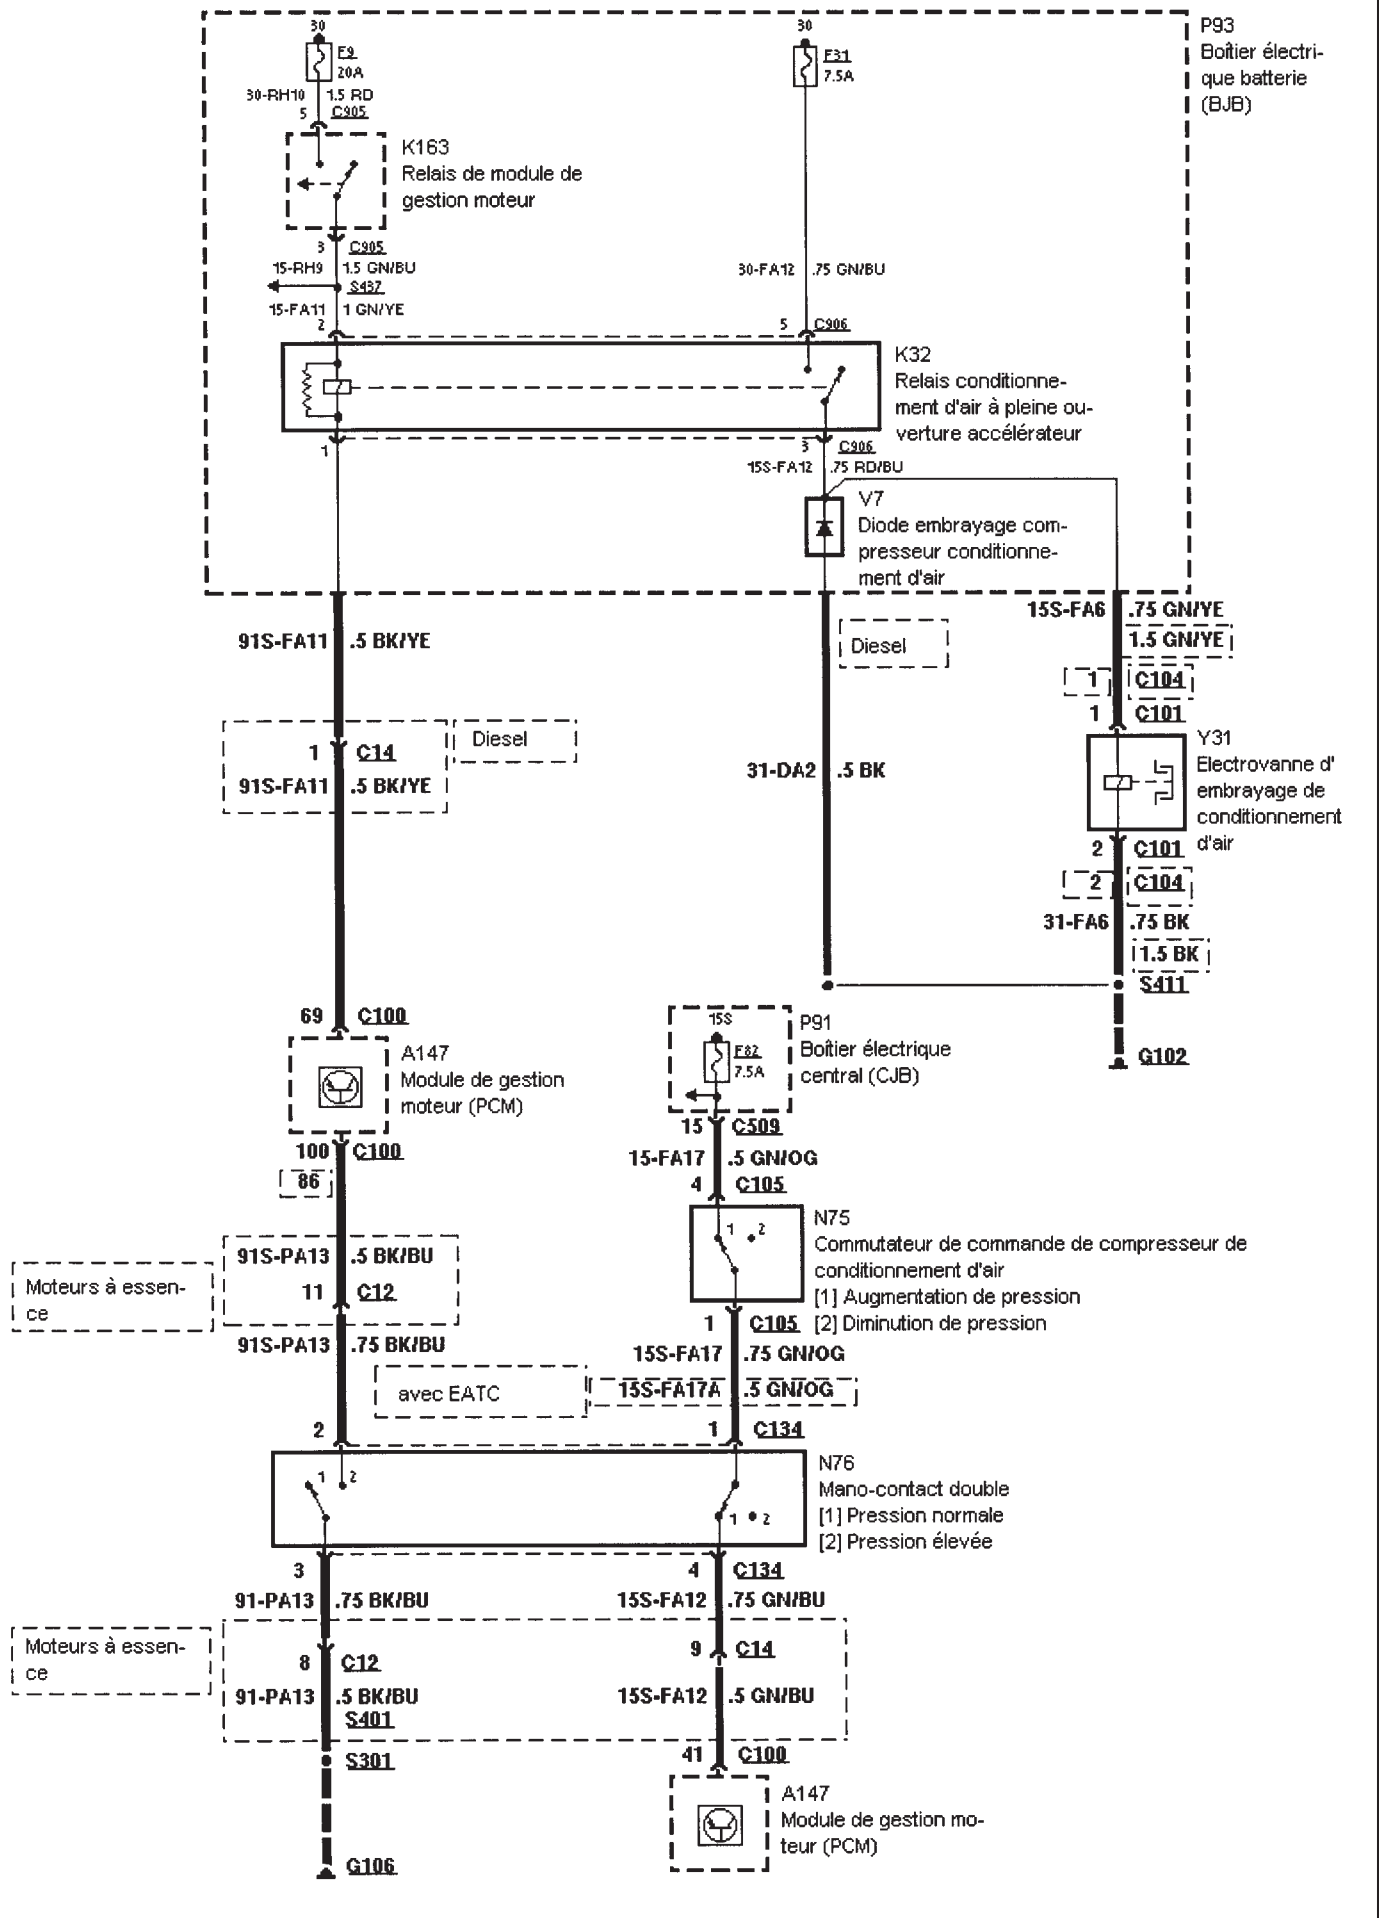 30
F9
20A
30-RH10 1.5 RD
5 C905
30
F31
7.5A
P93
Boîtier électri-
que batterie
(BJB)
K163
Relais de module de
gestion moteur
3 C905
15-RH9 1.5 GN/BU
S437
15-FA11 1 GN/YE
2
30-FA12 .75 GN/BU
5 C906
K32
Relais conditionne-
ment d'air à pleine ou-
verture accélérateur
1
3 C906
15S-FA12 .75 RD/BU
V7
Diode embrayage com-
presseur conditionne-
ment d'air
91S-FA11 .5 BK/YE
Diesel
15S-FA6 .75 GN/YE
1.5 GN/YE
1 C104
1 C101
1 C14
Diesel
91S-FA11 .5 BK/YE
31-DA2 .5 BK
Y31
Electrovanne d'
embrayage de
conditionnement
d'air
2 C101
2 C104
31-FA6 .75 BK
1.5 BK
S411
G102
69 C100
A147
Module de gestion
moteur (PCM)
100 C100
86
15S
F82
7.5A
P91
Boîtier électrique
central (CJB)
15 C509
15-FA17 .5 GN/OG
4 C105
1 2
N75
Commutateur de commande de compresseur de
conditionnement d'air
[1] Augmentation de pression
[2] Diminution de pression
Moteurs à essen-
ce
91S-PA13 .5 BK/BU
11 C12
91S-PA13 .75 BK/BU
1 C105
15S-FA17 .75 GN/OG
avec EATC
15S-FA17A .5 GN/OG
2
1 C134
1 2
1 2
N76
Mano-contact double
[1] Pression normale
[2] Pression élevée
3
4 C134
91-PA13 .75 BK/BU
15S-FA12 .75 GN/BU
Moteurs à essen-
ce
8 C12
9 C14
91-PA13 .5 BK/BU
15S-FA12 .5 GN/BU
S401
S301
41 C100
G106
A147
Module de gestion mo-
teur (PCM)